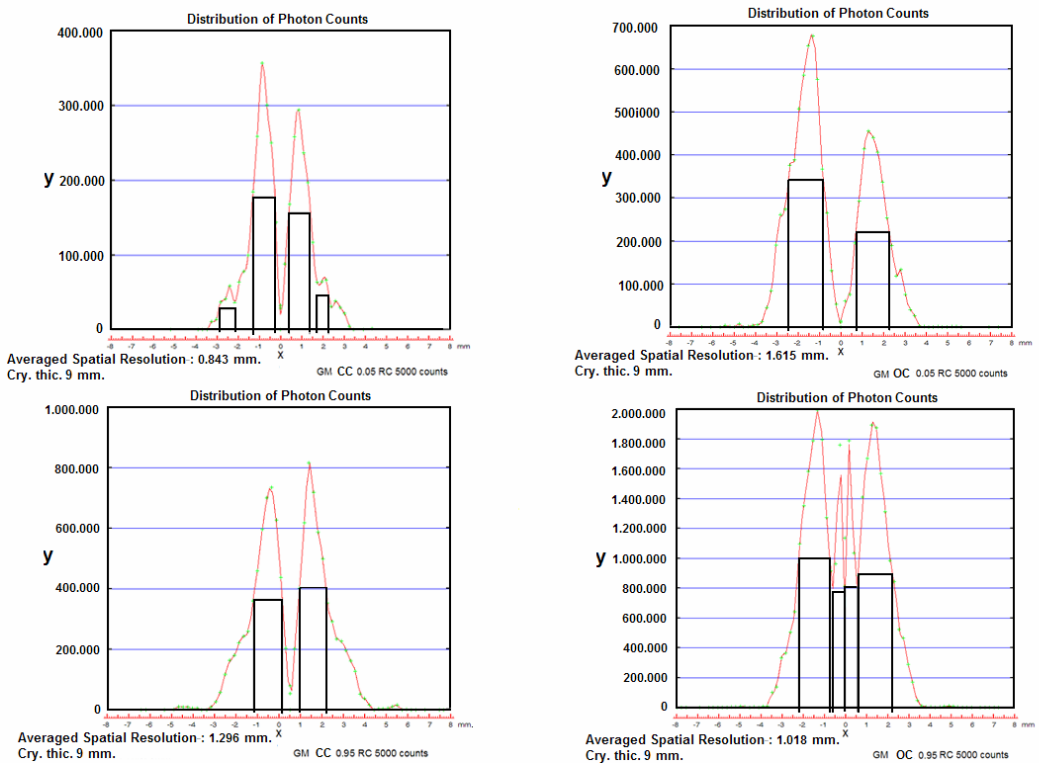 Distribution of Photon Counts
400.000
300.000
200.000
100.000
0
y
-8 -7 -6 -5 -4 -3 -2 -1 0 1 2 3 4 5 6 7 8 mm
x
Averaged Spatial Resolution : 0.843 mm.
Cry. thic. 9 mm.
GM CC 0.05 RC 5000 counts
Distribution of Photon Counts
700.000
600.000
500I000
400.000
300.000
200.000
100.000
0
y
-8 -7 -6 -5 -4 -3 -2 -1 0 1 2 3 4 5 6 7 8 mm
x
Averaged Spatial Resolution : 1.615 mm.
Cry. thic. 9 mm.
GM OC 0.05 RC 5000 counts
Distribution of Photon Counts
1.000.000
800.000
600.000
400.000
200.000
0
y
-8 -7 -6 -5 -4 -3 -2 -1 0 1 2 3 4 5 6 7 8 mm,
x
Averaged Spatial Resolution : 1.296 mm.
Cry. thic. 9 mm.
GM CC 0.95 RC 5000 counts
Distribution of Photon Counts
2.000.000
1.800.000
1.600.000
1.400.000
1.200.000
1.000.000
800.000
600.000
400.000
200.000
0
y
-8 -7 -6 -5 -4 -3 -2 -1 0 1 2 3 4 5 6 7 8 mm,
x
Averaged Spatial Resolution : 1.018 mm.
Cry. thic. 9 mm.
GM OC 0.95 RC 5000 counts